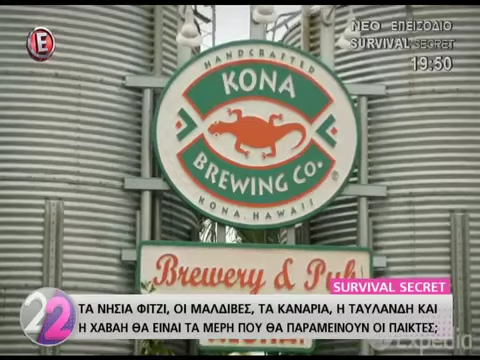 E
ΝΕΟ ΕΠΕΙΣΟΔΙΟ
SURVIVAL SECRET
19:50
HANDCRAFTED
KONA
BREWING CO.
KONA, HAWAII
Brewery & Pub
SURVIVAL SECRET
22
ΤΑ ΝΗΣΙΑ ΦΙΤΖΙ, ΟΙ ΜΑΛΔΙΒΕΣ, ΤΑ ΚΑΝΑΡΙΑ, Η ΤΑΥΛΑΝΔΗ ΚΑΙ
Η ΧΑΒΑΗ ΘΑ ΕΙΝΑΙ ΤΑ ΜΕΡΗ ΠΟΥ ΘΑ ΠΑΡΑΜΕΙΝΟΥΝ ΟΙ ΠΑΙΚΤΕΣ;
Expedia